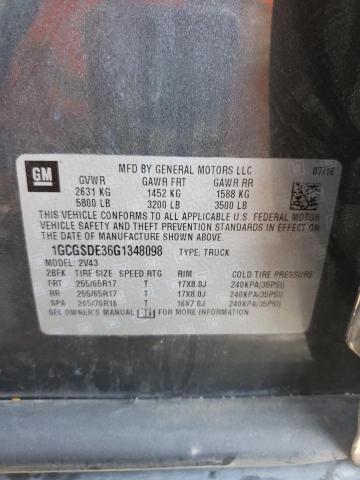 GM
MFD BY GENERAL MOTORS LLC 07/16
GVWR GAWR FRT GAWR RR
2631 KG 1452 KG 1588 KG
5800 LB 3200 LB 3500 LB
THIS VEHICLE CONFORMS TO ALL APPLICABLE U.S. FEDERAL MOTOR
VEHICLE SAFETY AND THEFT PREVENTION STANDARDS IN
EFFECT ON THE DATE OF MANUFACTURE SHOWN ABOVE.
1GCGSDE36G1348098 TYPE: TRUCK
MODEL: 2V43
2BFK TIRE SIZE SPEED RTG RIM COLD TIRE PRESSURE
FRT 255/65R17 T 17X8.0J 240KPA(35PSI)
RR 255/65R17 T 17X8.0J 240KPA(35PSI)
SPA 265/70R16 T 16X7.0J 240KPA(35PSI)
SEE OWNER'S MANUAL FOR MORE INFORMATION